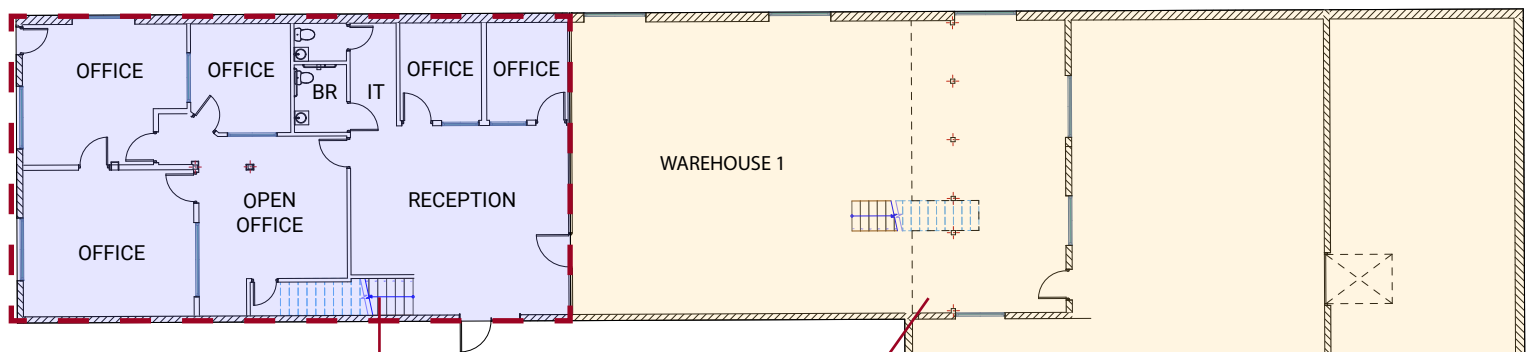 OFFICE
OFFICE
BR
IT
OFFICE
OFFICE
WAREHOUSE 1
OPEN
OFFICE
RECEPTION
OFFICE